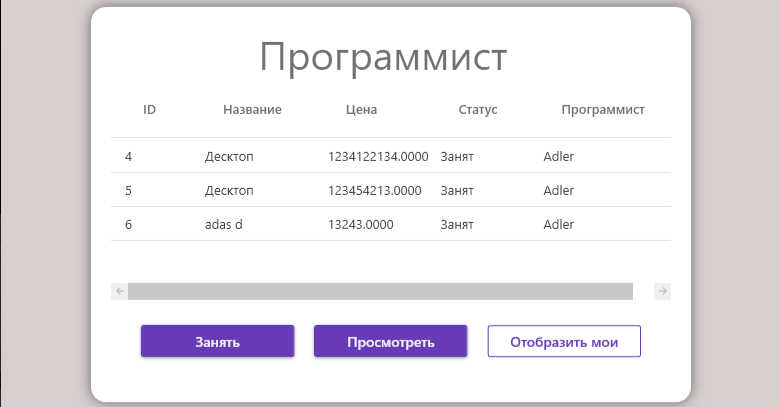 Программист
ID Название Цена Статус Программист
4 Десктоп 1234122134.0000 Занят Adler
5 Десктоп 123454213.0000 Занят Adler
6 adas d 13243.0000 Занят Adler
Занять Просмотреть Отобразить мои